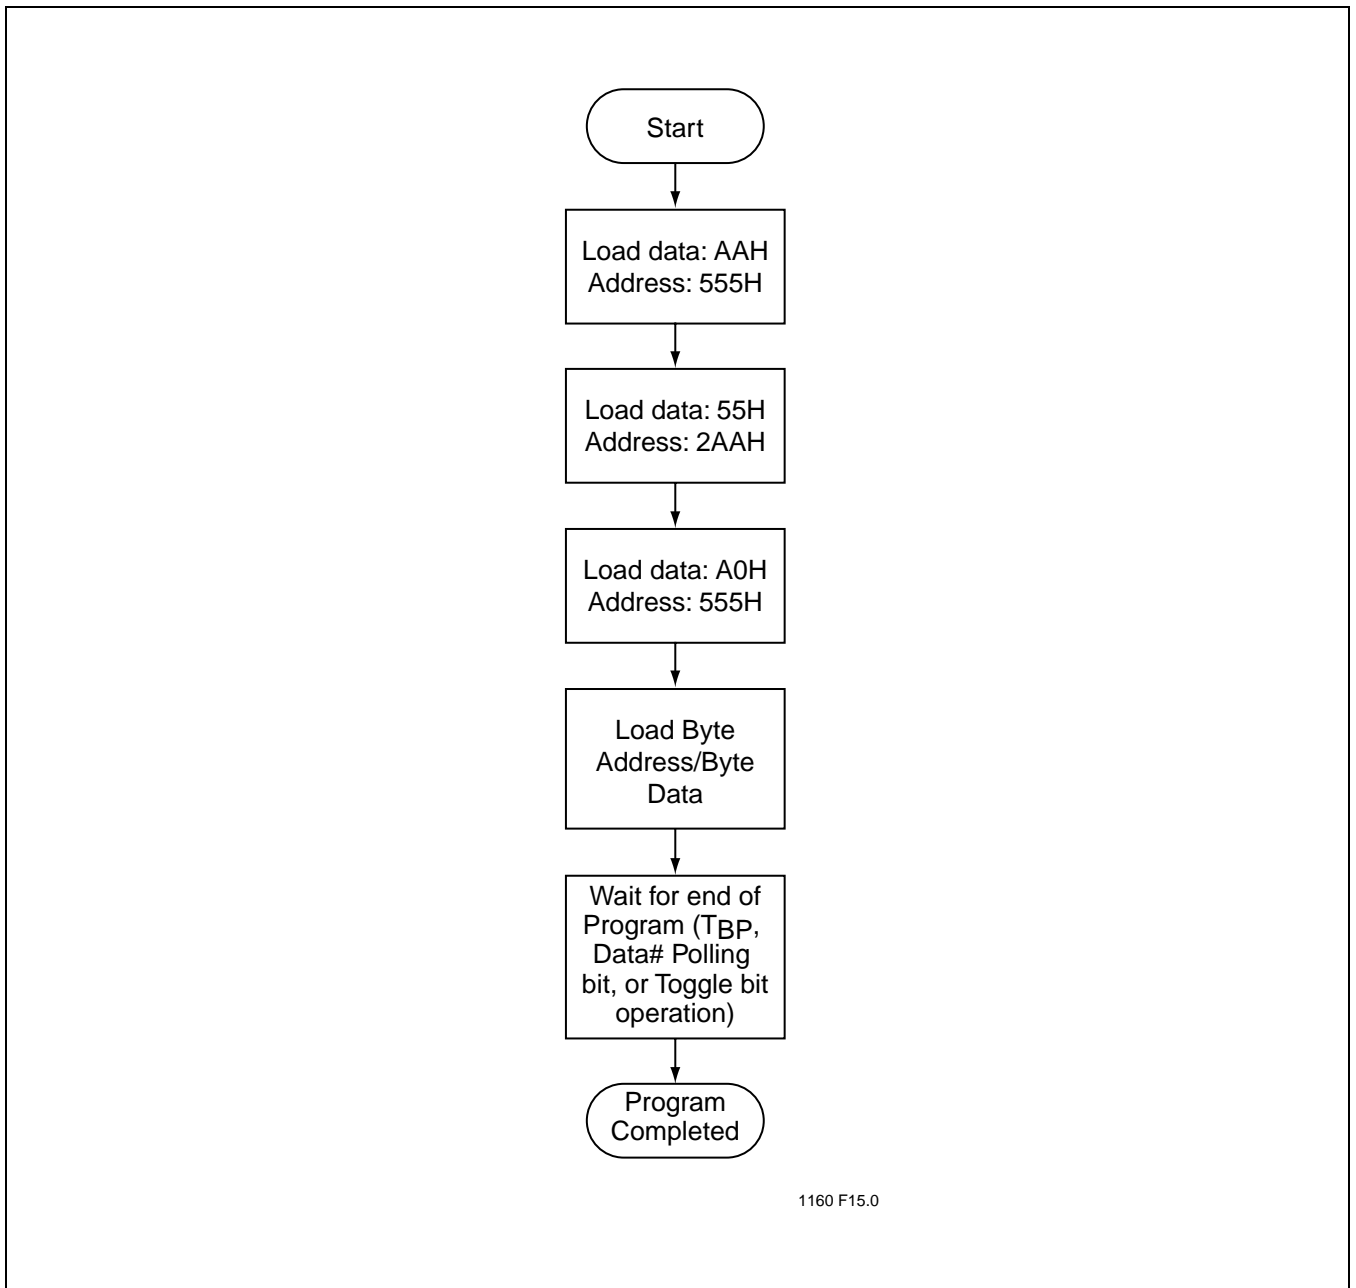 Start
Load data: AAH
Address: 555H
Load data: 55H
Address: 2AAH
Load data: A0H
Address: 555H
Load Byte
Address/Byte
Data
Wait for end of
Program (TBP,
Data# Polling
bit, or Toggle bit
operation)
Program
Completed
1160 F15.0